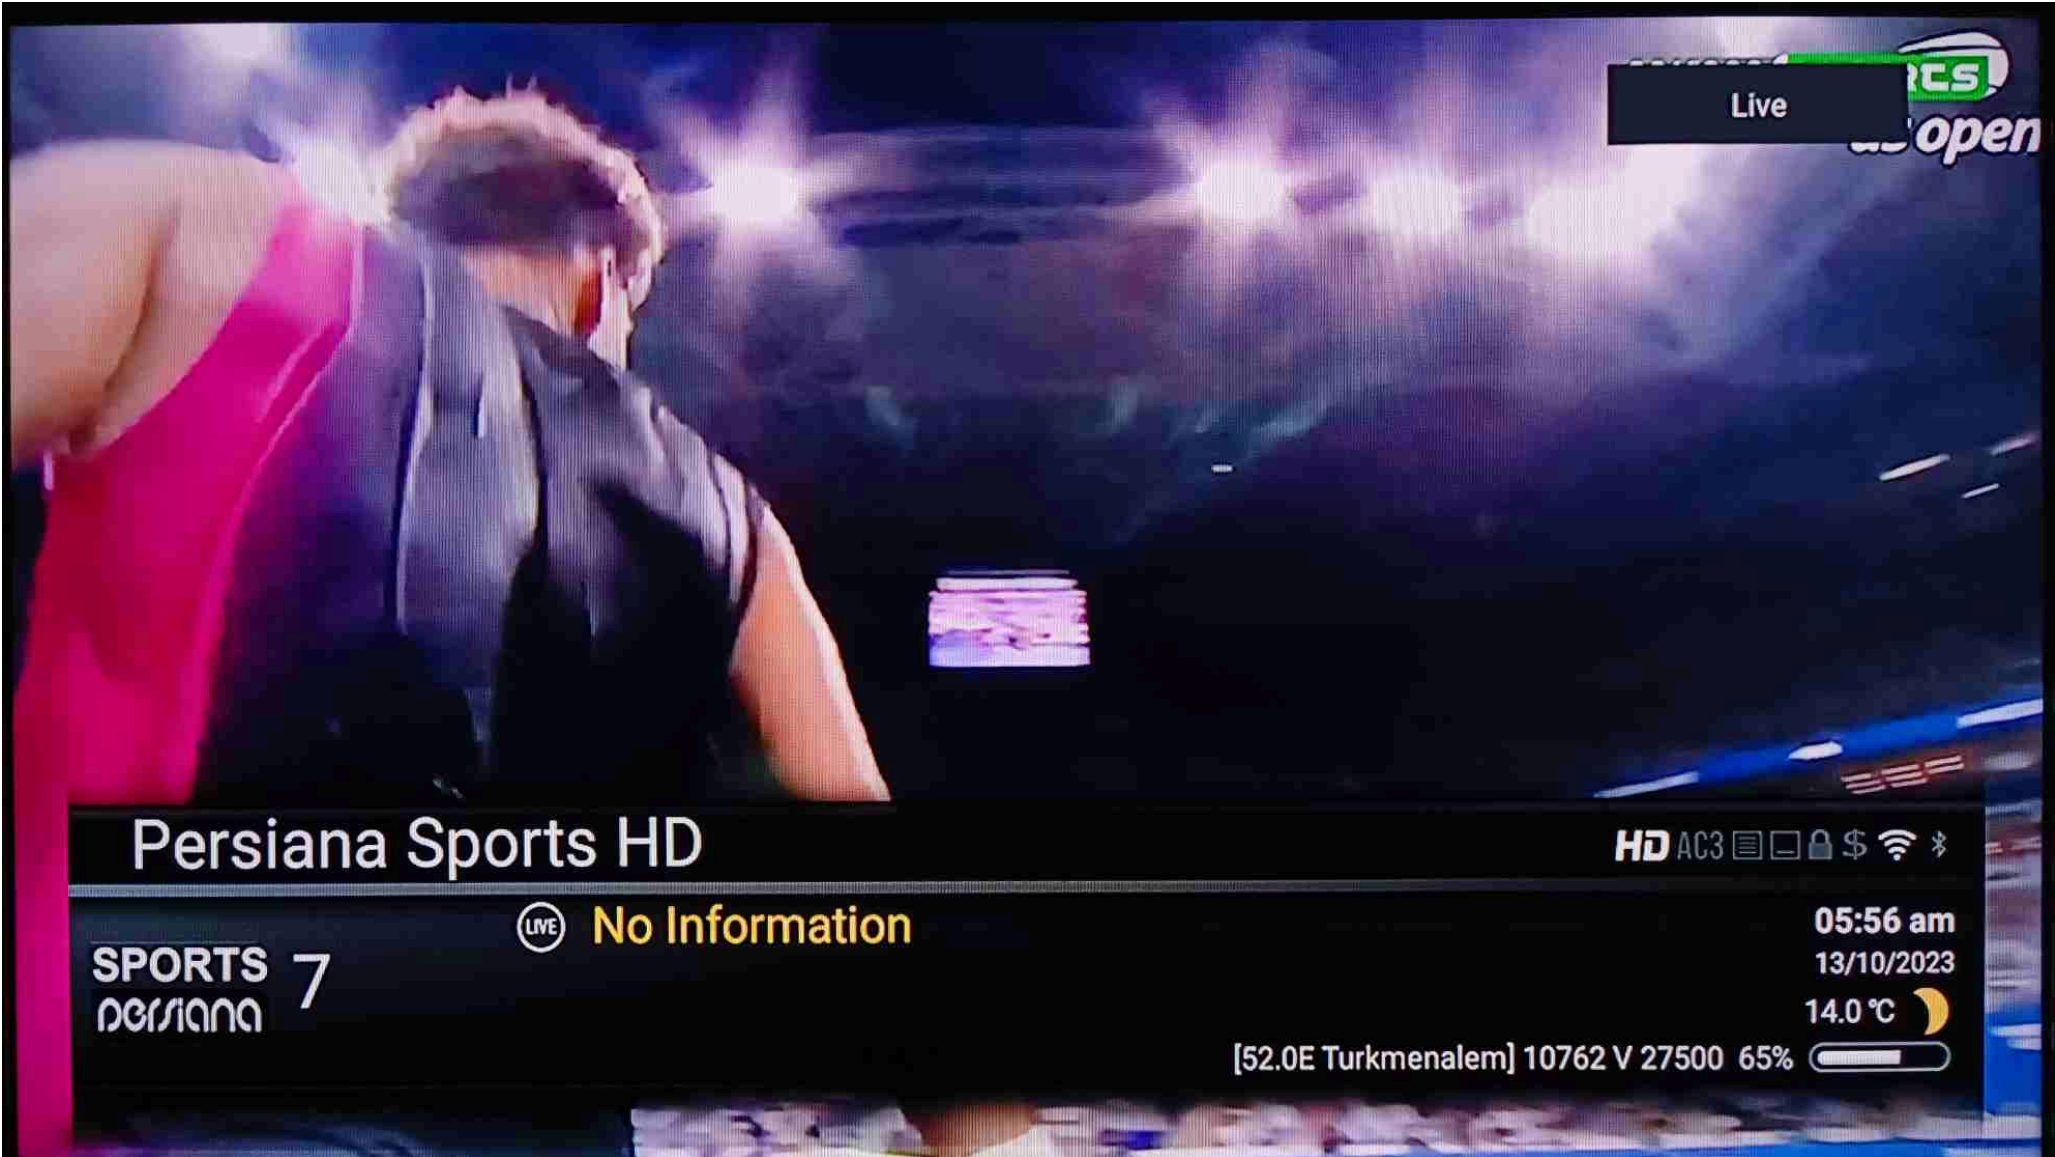 Live
open
Persiana Sports HD
HD AC3 $
LIVE No Information
05:56 am
SPORTS
persiana
7
13/10/2023
14.0 °C
[52.0E Turkmenalem] 10762 V 27500 65%